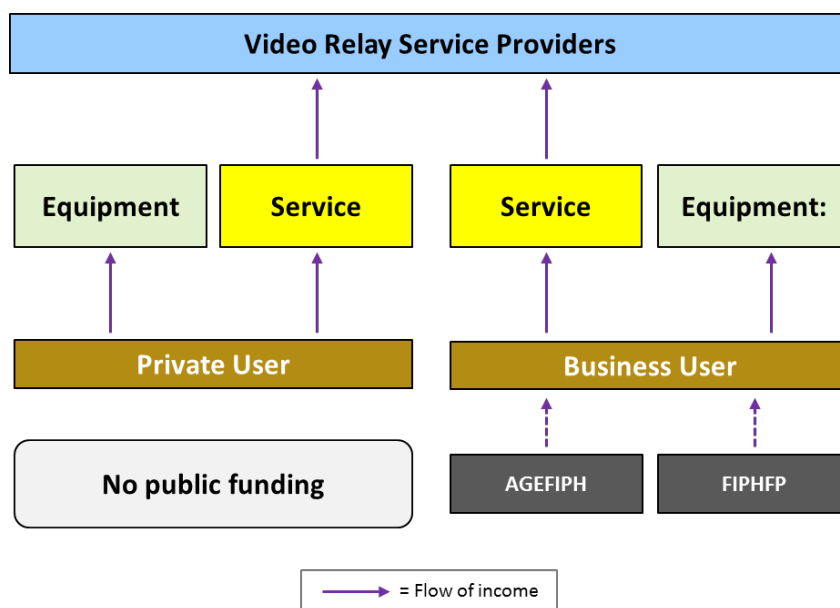 Video Relay Service Providers
Equipment
Service
Service
Equipment:
Private User
Business User
No public funding
AGEFIPH
FIPHFP
= Flow of income